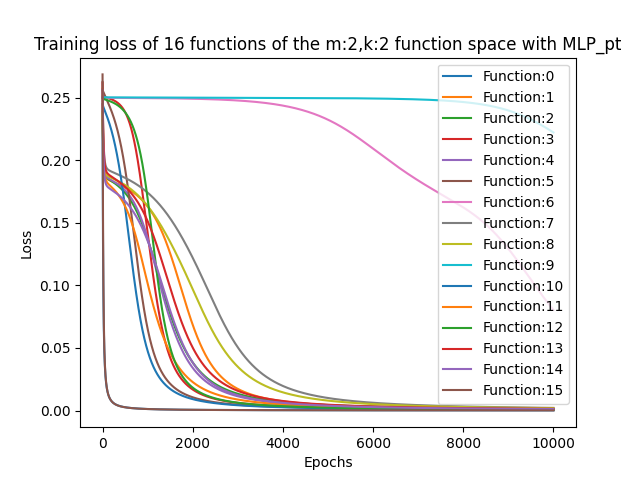 Training loss of 16 functions of the m:2,k:2 function space with MLP_pt
Loss
0.25
0.20
0.15
0.10
0.05
0.00
0
2000
4000
6000
8000
10000
Epochs
Function:0
Function:1
Function:2
Function:3
Function:4
Function:5
Function:6
Function:7
Function:8
Function:9
Function:10
Function:11
Function:12
Function:13
Function:14
Function:15